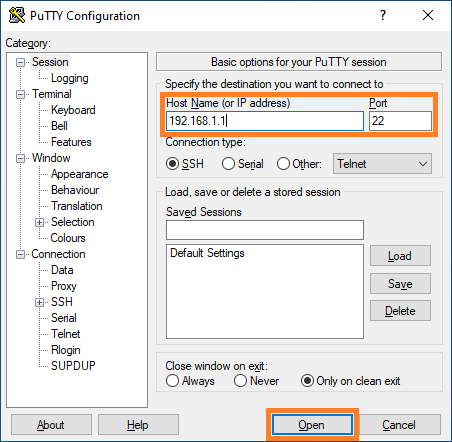 PuTTY Configuration
Category:
Session
Logging
Terminal
Keyboard
Bell
Features
Window
Appearance
Behaviour
Translation
Selection
Colours
Connection
Data
Proxy
SSH
Serial
Telnet
Rlogin
SUPDUP
Basic options for your PuTTY session
Specify the destination you want to connect to
Host Name (or IP address) Port
192.168.1.1 22
Connection type:
SSH Serial Other: Telnet
Load, save or delete a stored session
Saved Sessions
Default Settings
Load
Save
Delete
Close window on exit:
Always Never Only on clean exit
About Help Open Cancel